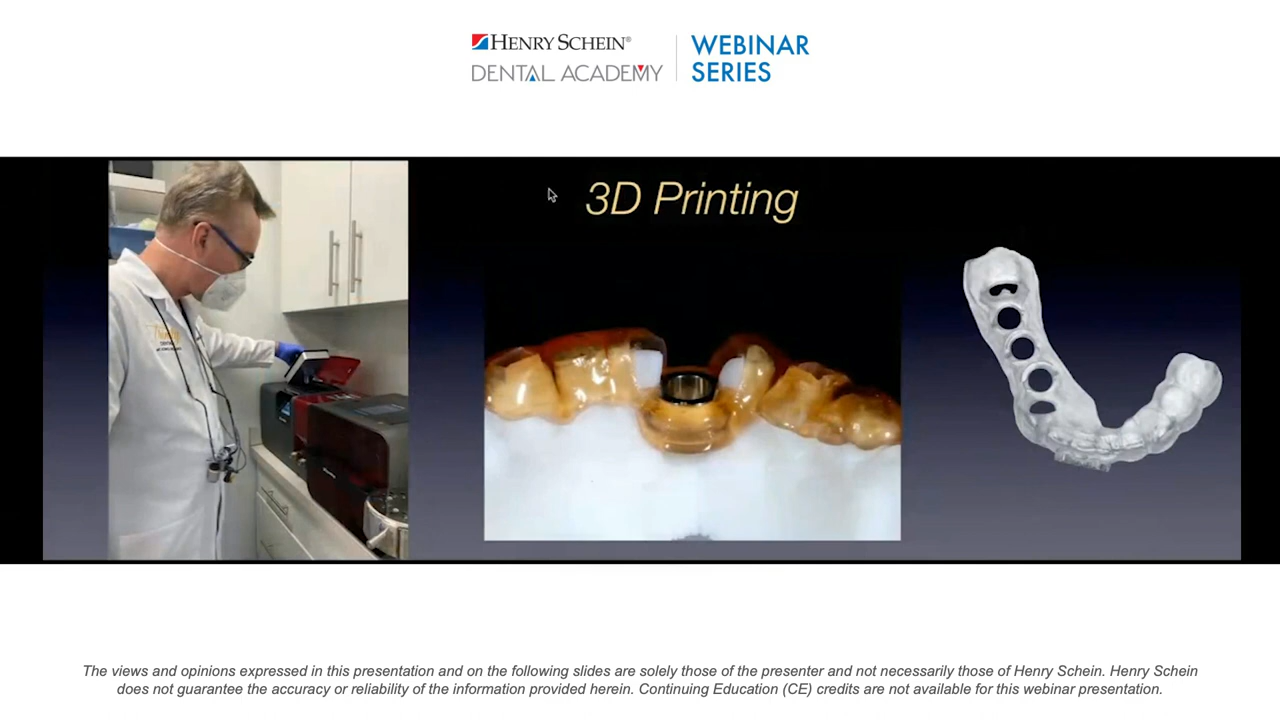 HENRY SCHEIN®
DENTAL ACADEMY
WEBINAR
SERIES
3D Printing
The views and opinions expressed in this presentation and on the following slides are solely those of the presenter and not necessarily those of Henry Schein. Henry Schein
does not guarantee the accuracy or reliability of the information provided herein. Continuing Education (CE) credits are not available for this webinar presentation.